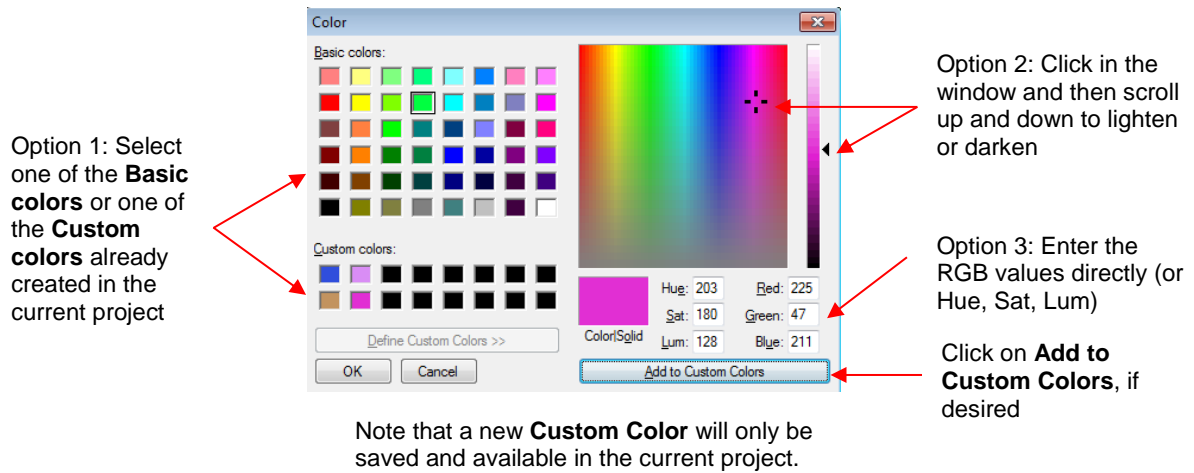 Option 1: Select
one of the Basic
colors or one of
the Custom
colors already
created in the
current project
Color
Basic colors:
Custom colors:
Define Custom Colors >>
OK
Cancel
Color|Solid
Hue: 203
Sat: 180
Lum: 128
Red: 225
Green: 47
Blue: 211
Add to Custom Colors
Option 2: Click in the
window and then scroll
up and down to lighten
or darken
Option 3: Enter the
RGB values directly (or
Hue, Sat, Lum)
Click on Add to
Custom Colors, if
desired
Note that a new Custom Color will only be
saved and available in the current project.